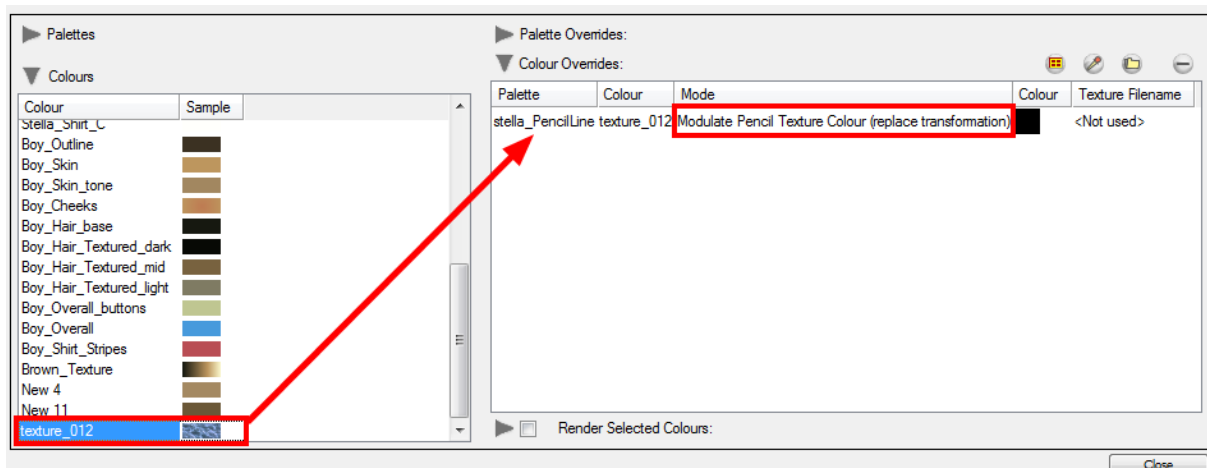 Palettes
Colours
Colour Sample
Stella_Shirt_C
Boy_Outline
Boy_Skin
Boy_Skin_tone
Boy_Cheeks
Boy_Hair_base
Boy_Hair_Textured_dark
Boy_Hair_Textured_mid
Boy_Hair_Textured_light
Boy_Overall_buttons
Boy_Overall
Boy_Shirt_Stripes
Brown_Texture
New 4
New 11
texture_012
Palette Overrides:
Colour Overrides:
Palette Colour Mode Colour Texture Filename
stella_PencilLine texture_012 Modulate Pencil Texture Colour (replace transformation) <Not used>
Render Selected Colours:
Close